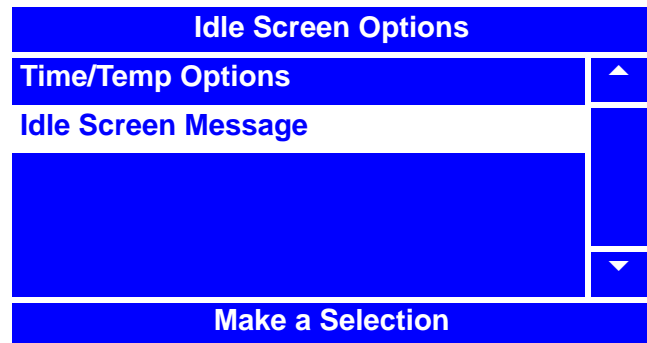 Idle Screen Options
Time/Temp Options
Idle Screen Message
Make a Selection